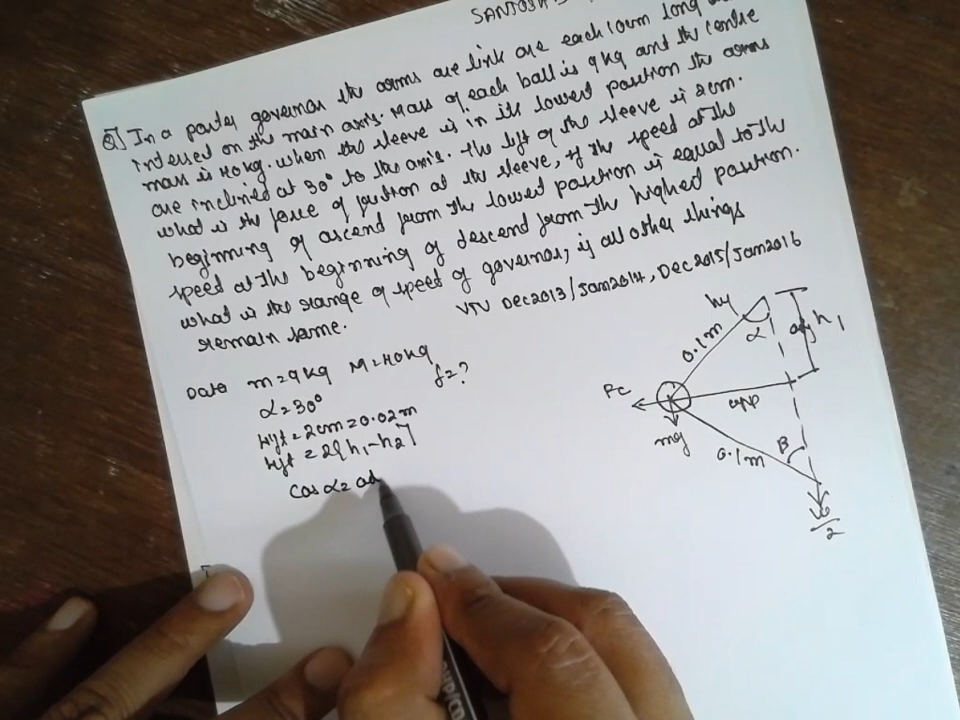 SANTOSH
Q] In a porter governor the arms are link are each 10cm long
intersect on the main axis. Mass of each ball is 9kg and the centre
mass is 40kg. when the sleeve is in its lowest position the arms
are inclined at 30° to the axis. The lift of the sleeve is 2cm.
what is the force of friction at the sleeve, if the speed at the
beginning of ascend from the lowest position is equal to the
speed at the beginning of descend from the highest position.
what is the range of speed of governor, if all other things
remain same. VTU Dec2013/Jan2014, Dec2015/Jan2016
Data m=9kg M=40kg
α=30° f=?
lift=2cm=0.02m
lift=2[h1-h2]
Cosα=ad
hy
α
0.1m
adj
h1
Fc
opp
mg
0.1m
B
2